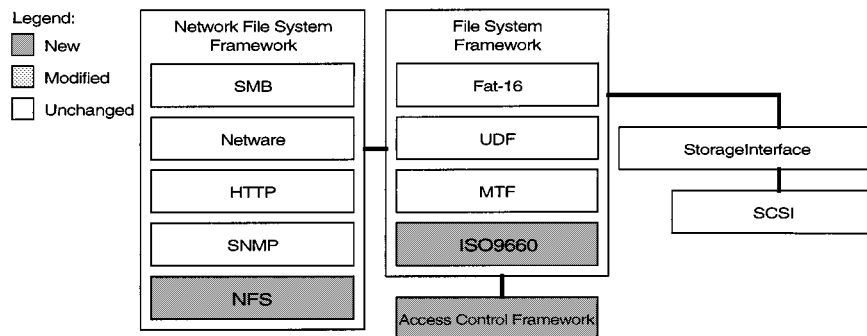 Legend:
New
Modified
Unchanged
Network File System
Framework
SMB
Netware
HTTP
SNMP
NFS
File System
Framework
Fat-16
UDF
MTF
ISO9660
Access Control Framework
StorageInterface
SCSI